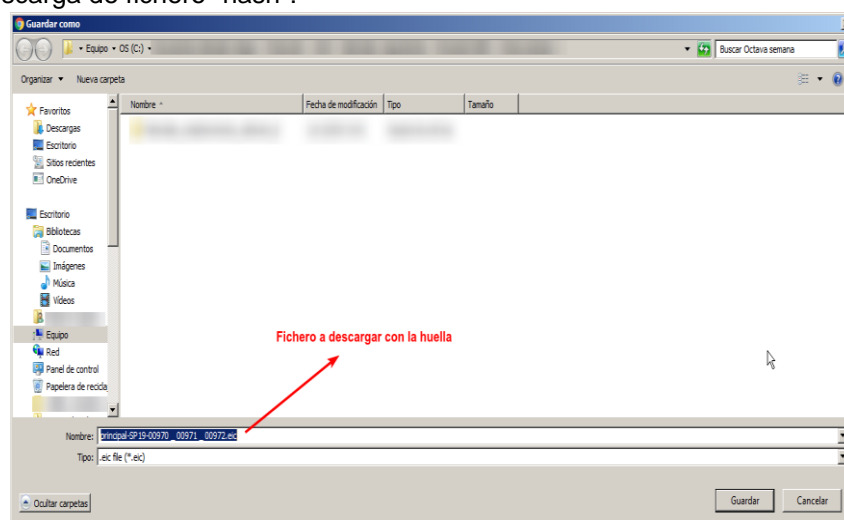 scarga de fichero "hash".
Guardar como
Equipo OS (C:)
Buscar Octava semana
Organizar Nueva carpeta
Nombre Fecha de modificación Tipo Tamaño
Favoritos
Descargas
Escritorio
Sitios recientes
OneDrive
Escritorio
Bibliotecas
Documentos
Imágenes
Música
Vídeos
Equipo
Red
Panel de control
Papelera de recicla
Fichero a descargar con la huella
Nombre: principal-SP19-00970_00971_00972.eic
Tipo: .eic file (*.eic)
Ocultar carpetas Guardar Cancelar